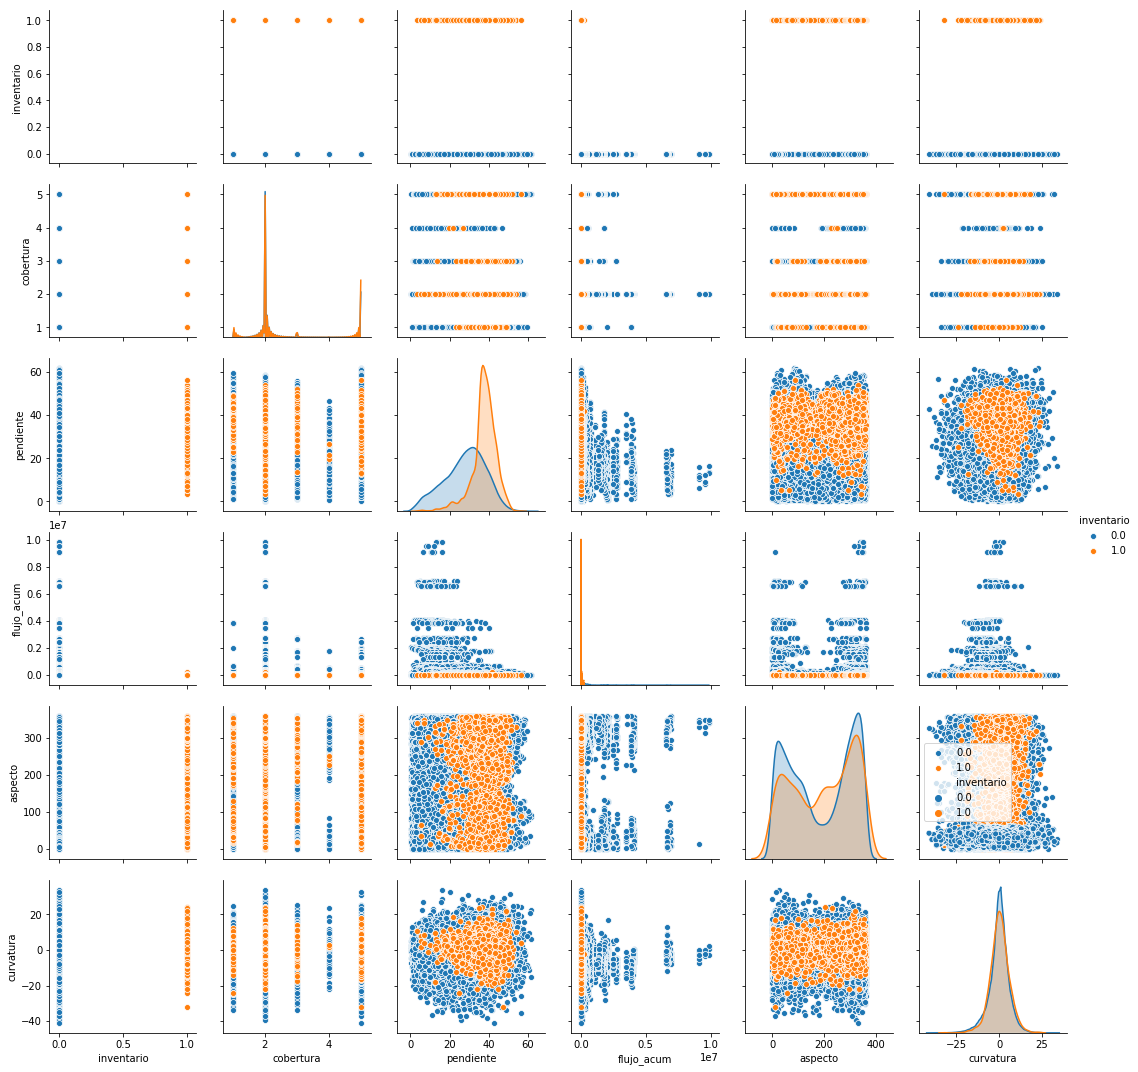 1.0
0.8
0.6
0.4
0.2
0.0
inventario
0.0 0.5 1.0
2 4
0 20 40 60
0.0 0.5 1.0
1e7
0 200 400
−25 0 25
5
4
3
2
1
cobertura
60
40
20
0
pendiente
1e7
1.0
0.8
0.6
0.4
0.2
0.0
flujo_acum
inventario
0.0
1.0
300
200
100
0
aspecto
0.0
1.0
inventario
0.0
1.0
20
0
−20
−40
curvatura
inventario cobertura pendiente flujo_acum aspecto curvatura